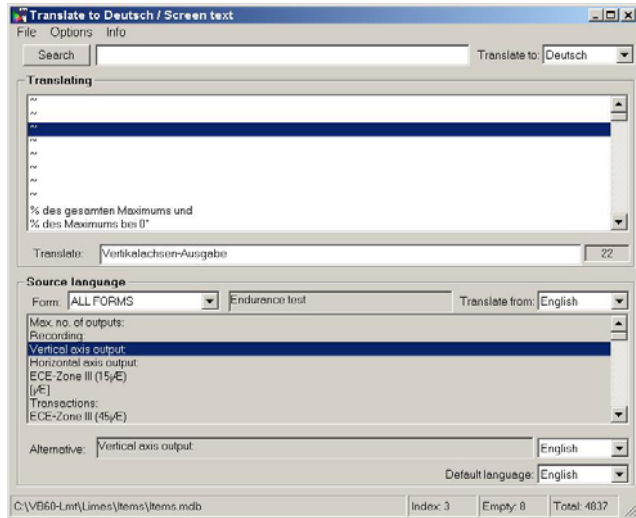 Translate to Deutsch / Screen text
File Options Info
Search Translate to: Deutsch
Translating
~
~
~
~
~
~
~
~
% des gesamten Maximums und
% des Maximums bei 0°
Translate: Vertikalachsen-Ausgabe 22
Source language
Form: ALL FORMS Endurance test Translate from: English
Max. no. of outputs:
Recording
Vertical axis output:
Horizontal axis output:
ECE-Zone III (15µÆ)
[µÆ]
Transactions:
ECE-Zone III (45µÆ)
Alternative: Vertical axis output: English
Default language: English
C:\VB60-Lmt\Limes\Items\Items.mdb Index: 3 Empty: 8 Total: 4837